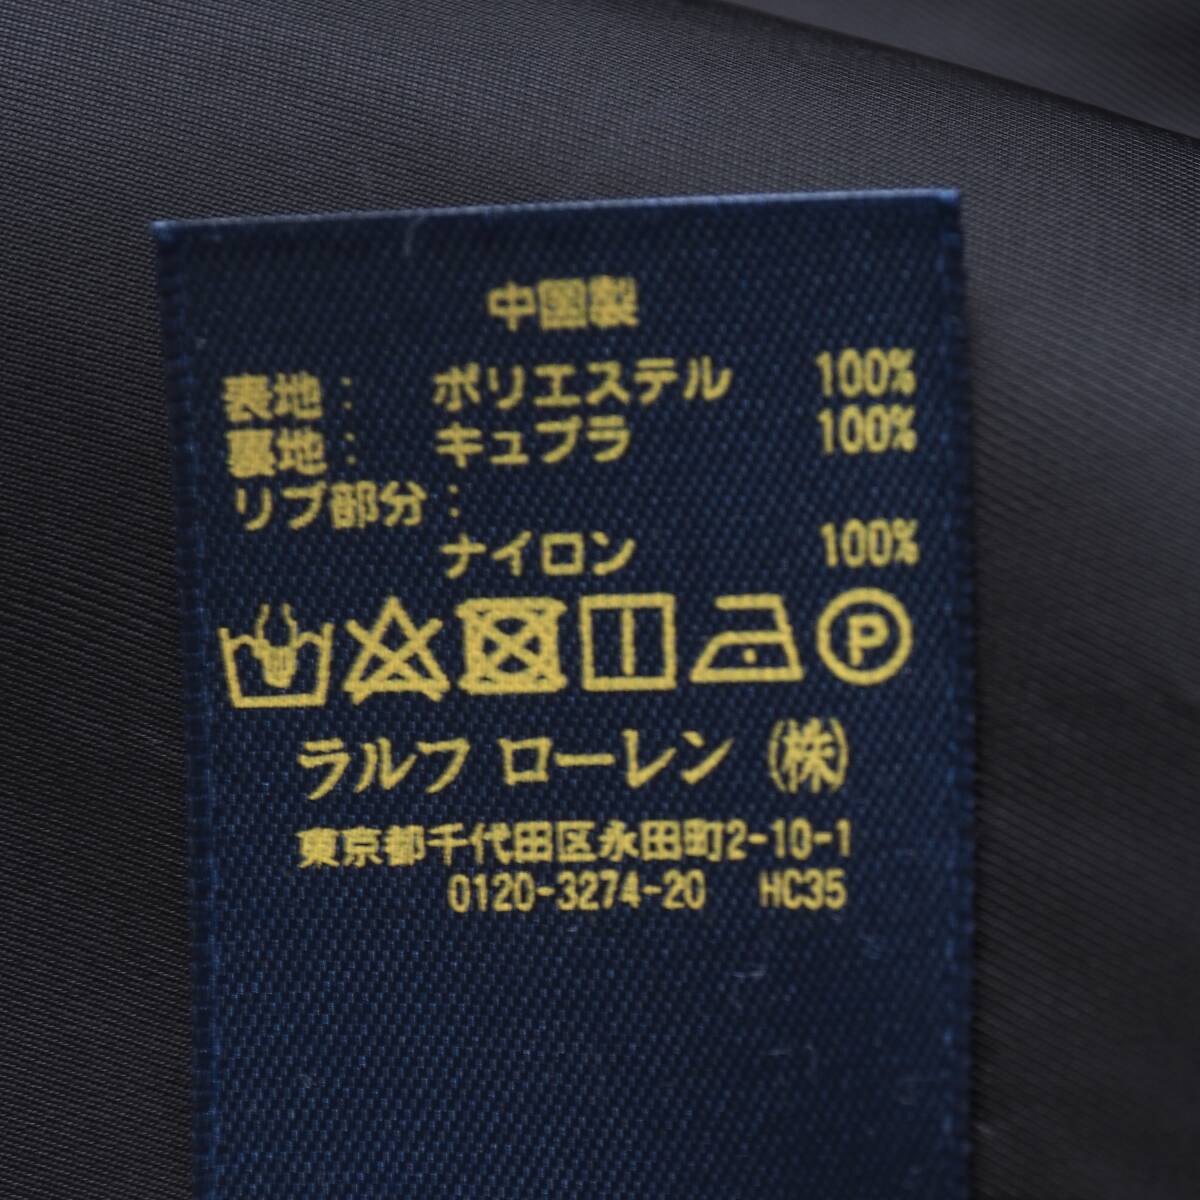 中国製
表地: ポリエステル 100%
裏地: キュプラ 100%
リブ部分:
ナイロン 100%
P
ラルフ ローレン (株)
東京都千代田区永田町2-10-1
0120-3274-20 HC35